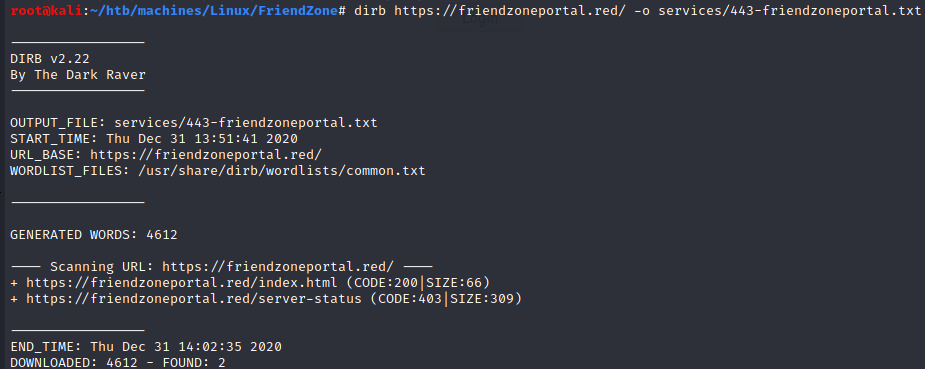 root@kali:~/htb/machines/Linux/FriendZone# dirb https://friendzoneportal.red/ -o services/443-friendzoneportal.txt
-----------------
DIRB v2.22
By The Dark Raver
-----------------
OUTPUT_FILE: services/443-friendzoneportal.txt
START_TIME: Thu Dec 31 13:51:41 2020
URL_BASE: https://friendzoneportal.red/
WORDLIST_FILES: /usr/share/dirb/wordlists/common.txt
-----------------
GENERATED WORDS: 4612
---- Scanning URL: https://friendzoneportal.red/ ----
+ https://friendzoneportal.red/index.html (CODE:200|SIZE:66)
+ https://friendzoneportal.red/server-status (CODE:403|SIZE:309)
-----------------
END_TIME: Thu Dec 31 14:02:35 2020
DOWNLOADED: 4612 - FOUND: 2